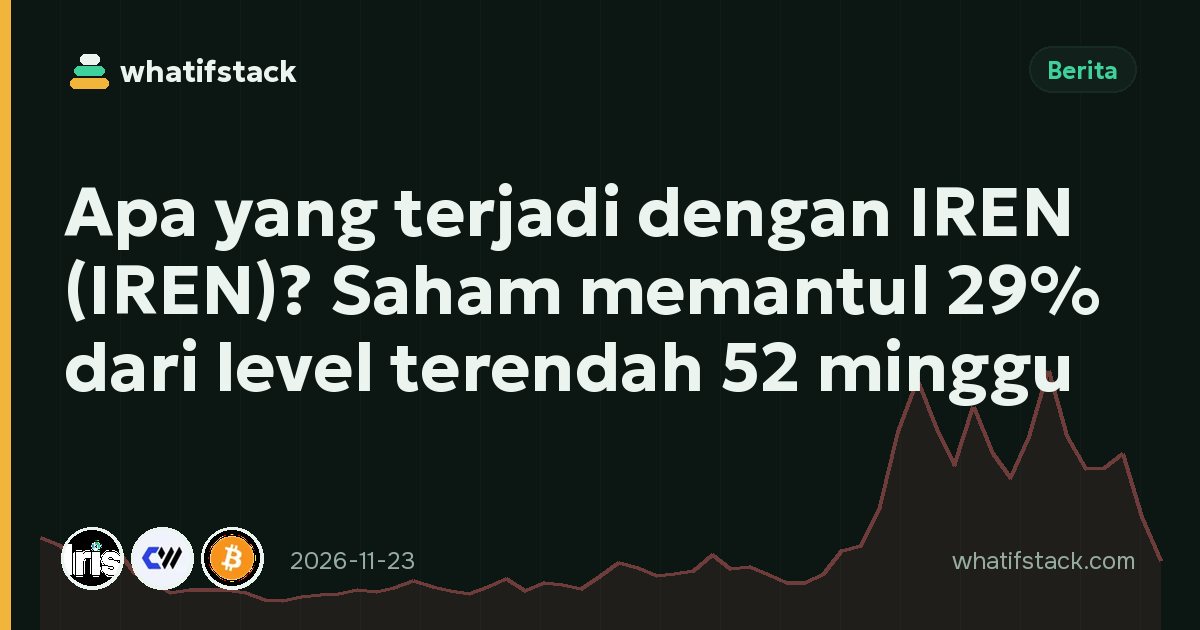 whatifstack
Berita
Apa yang terjadi dengan IREN
(IREN)? Saham memantul 29%
dari level terendah 52 minggu
Iris
CW
2026-11-23
whatifstack.com